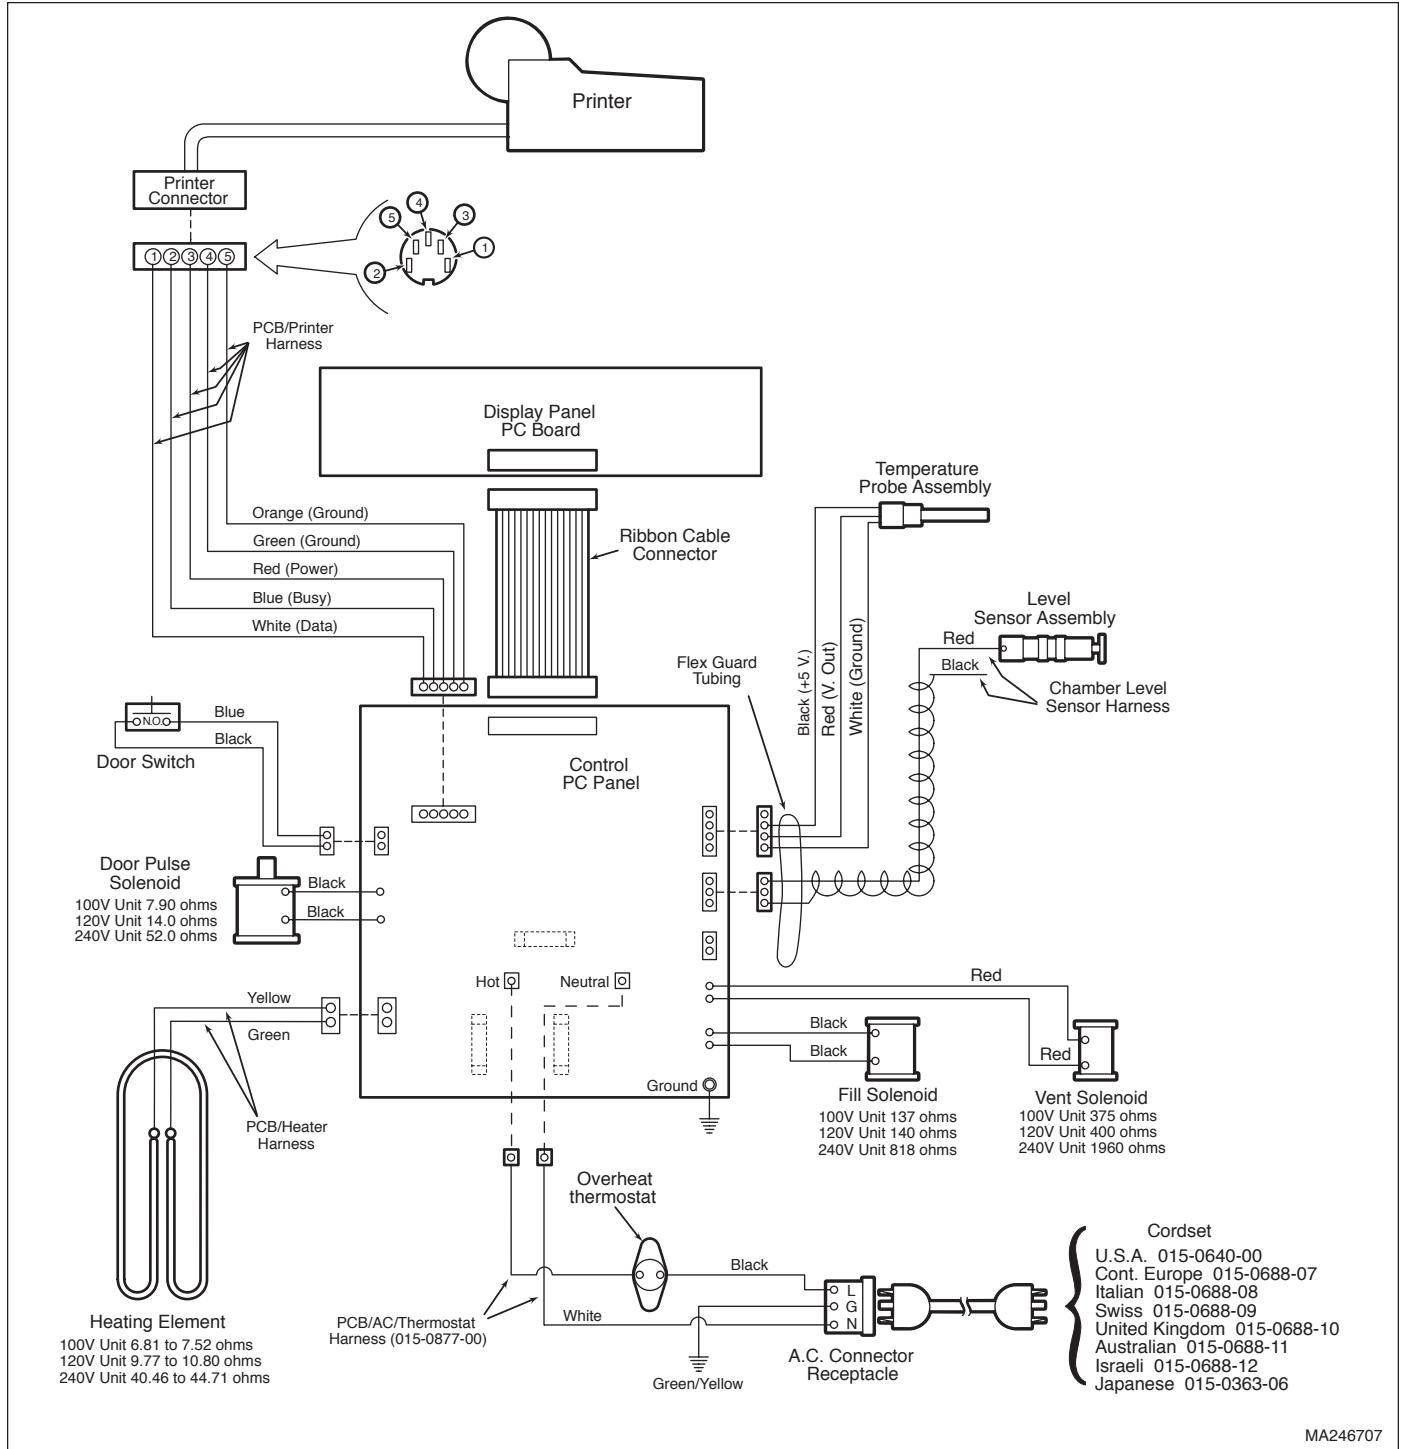 Printer
Printer
Connector
4
5
3
1
2
1 2 3 4 5
PCB/Printer
Harness
Display Panel
PC Board
Temperature
Probe Assembly
Orange (Ground)
Green (Ground)
Red (Power)
Blue (Busy)
White (Data)
Ribbon Cable
Connector
Level
Sensor Assembly
Red
Black
Chamber Level
Sensor Harness
Flex Guard
Tubing
Black (+5 V.)
Red (V. Out)
White (Ground)
N.O.
Blue
Black
Door Switch
Control
PC Panel
Door Pulse
Solenoid
100V Unit 7.90 ohms
120V Unit 14.0 ohms
240V Unit 52.0 ohms
Black
Black
Hot
Neutral
Red
Red
Yellow
Green
Black
Black
Ground
Fill Solenoid
100V Unit 137 ohms
120V Unit 140 ohms
240V Unit 818 ohms
Vent Solenoid
100V Unit 375 ohms
120V Unit 400 ohms
240V Unit 1960 ohms
PCB/Heater
Harness
Overheat
thermostat
Black
White
L
G
N
Heating Element
100V Unit 6.81 to 7.52 ohms
120V Unit 9.77 to 10.80 ohms
240V Unit 40.46 to 44.71 ohms
PCB/AC/Thermostat
Harness (015-0877-00)
Green/Yellow
A.C. Connector
Receptacle
Cordset
U.S.A. 015-0640-00
Cont. Europe 015-0688-07
Italian 015-0688-08
Swiss 015-0688-09
United Kingdom 015-0688-10
Australian 015-0688-11
Israeli 015-0688-12
Japanese 015-0363-06
MA246707